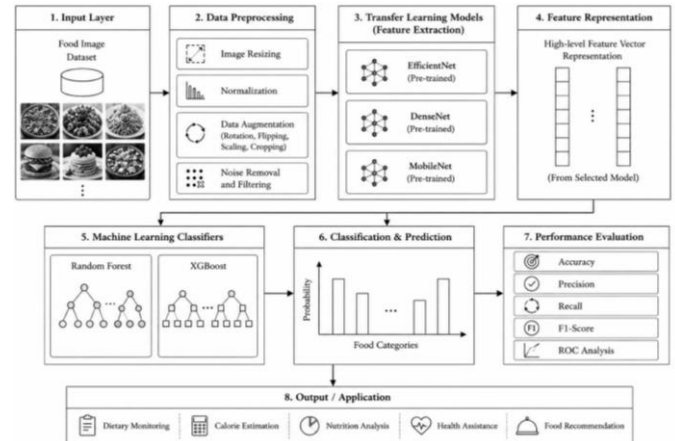 1. Input Layer
Food Image
Dataset
2. Data Preprocessing
Image Resizing
Normalization
Data Augmentation
(Rotation, Flipping,
Scaling, Cropping)
Noise Removal
and Filtering
3. Transfer Learning Models
(Feature Extraction)
EfficientNet
(Pre-trained)
DenseNet
(Pre-trained)
MobileNet
(Pre-trained)
4. Feature Representation
High-level Feature Vector
Representation
(From Selected Model)
5. Machine Learning Classifiers
Random Forest
XGBoost
6. Classification & Prediction
Probability
Food Categories
7. Performance Evaluation
Accuracy
Precision
Recall
F1
F1-Score
ROC Analysis
8. Output / Application
Dietary Monitoring
Calorie Estimation
Nutrition Analysis
Health Assistance
Food Recommendation